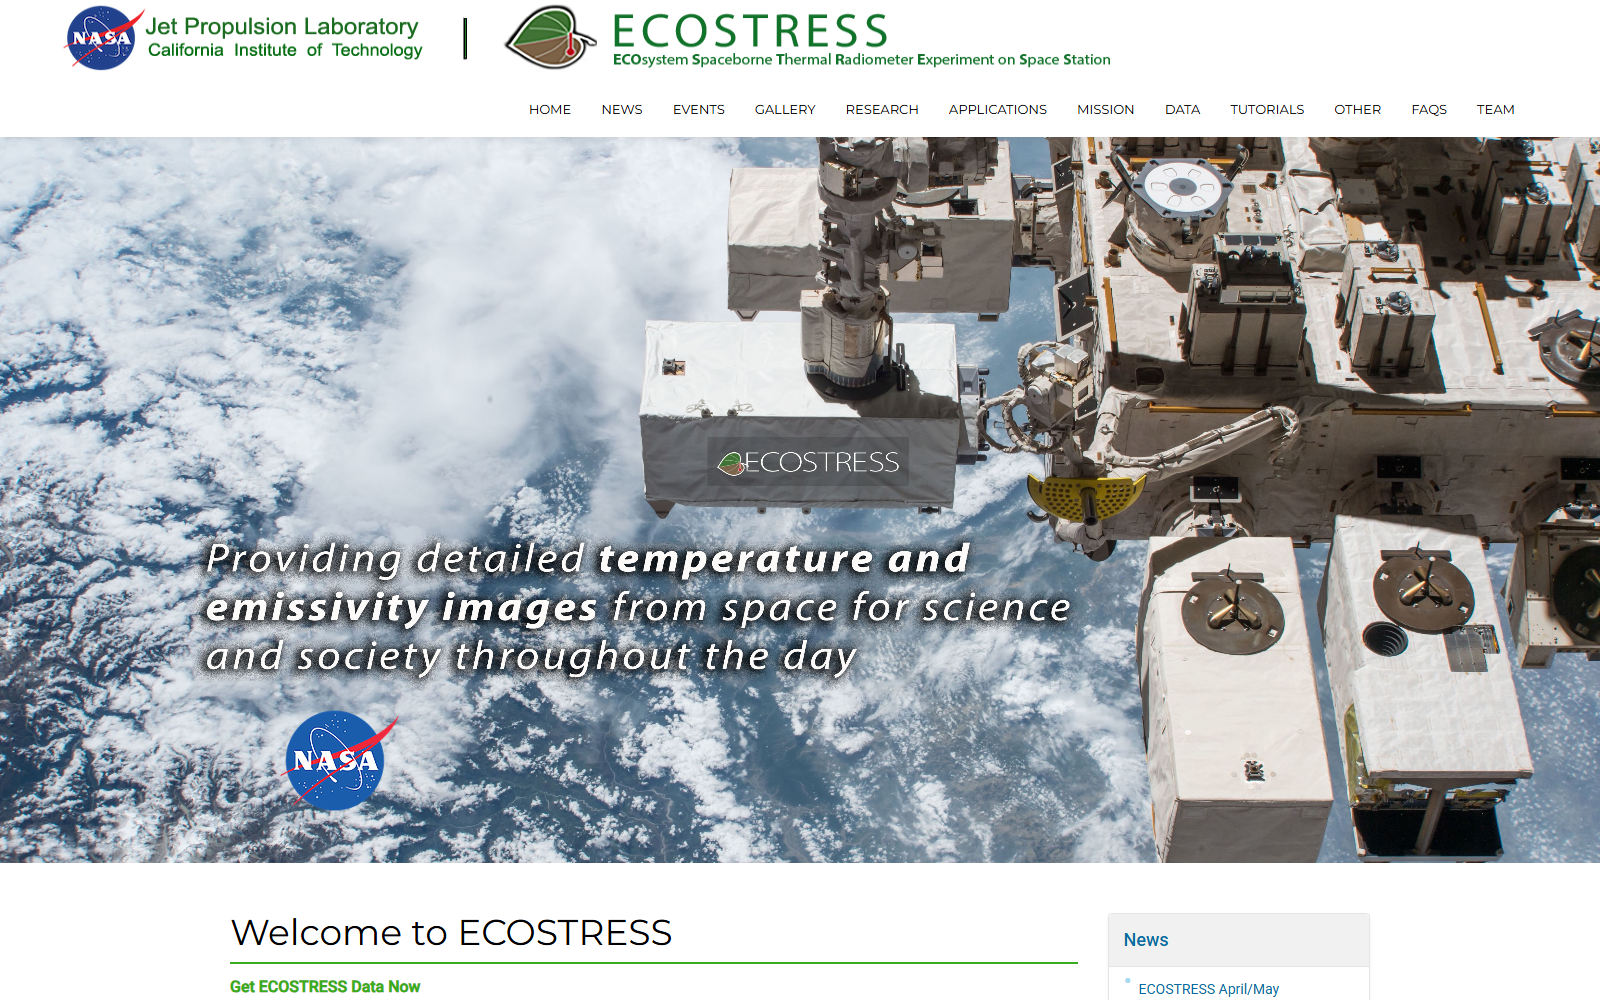 NASA
Jet Propulsion Laboratory
California Institute of Technology
ECOSTRESS
ECOsystem Spaceborne Thermal Radiometer Experiment on Space Station
HOME NEWS EVENTS GALLERY RESEARCH APPLICATIONS MISSION DATA TUTORIALS OTHER FAQS TEAM
ECOSTRESS
Providing detailed temperature and
emissivity images from space for science
and society throughout the day
NASA
Welcome to ECOSTRESS
Get ECOSTRESS Data Now
News
ECOSTRESS April/May